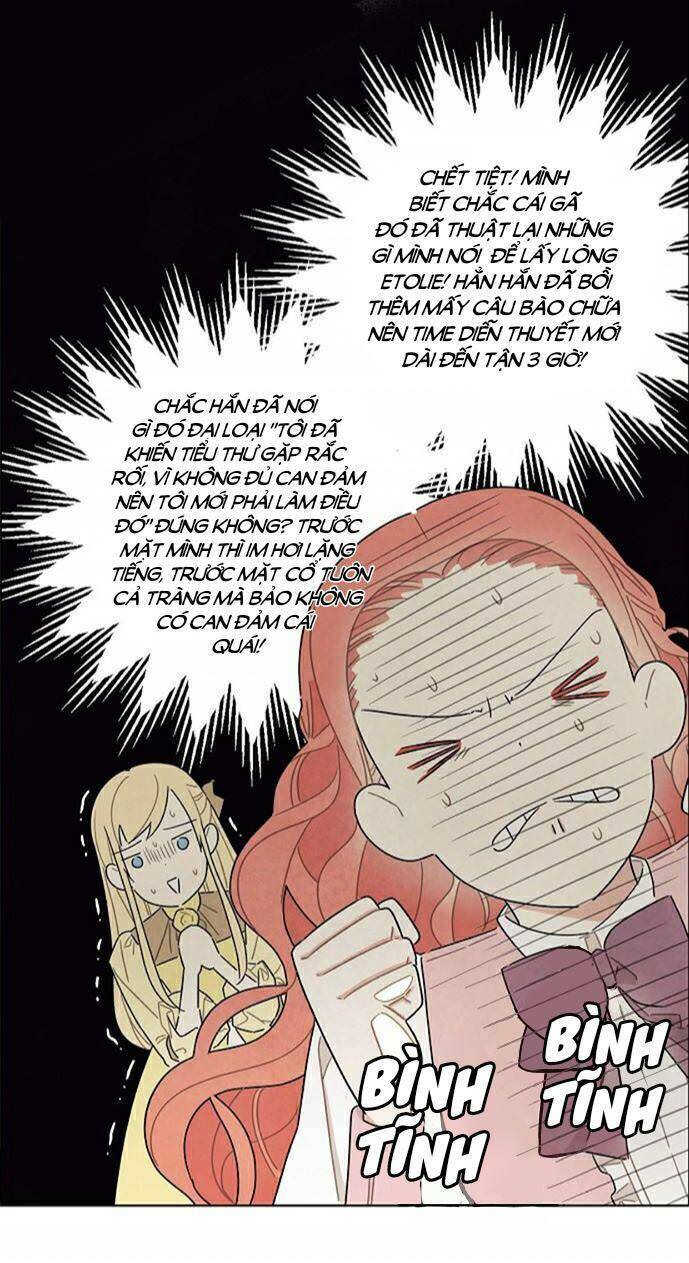 CHẾT TIỆT! MÌNH
BIẾT CHẮC CÁI GÃ
ĐÓ ĐÃ THUẬT LẠI NHỮNG
GÌ MÌNH NƠI ĐỂ LẤY LÒNG
ETOLIE! HẲN HẮN ĐÃ BỒI
THÊM MẤY CÂU BÀO CHỮA
NÊN TIME DIỄN THUYẾT MỚI
DÀI ĐẾN TẬN 3 GIỜ!
CHẮC HẮN ĐÃ NÓI
GÌ ĐÓ ĐẠI LOẠI "TÔI ĐÃ
KHIẾN TIỂU THƯ GẶP RẮC
RỐI, VÌ KHÔNG ĐỦ CAN ĐẢM
NÊN TÔI MỚI PHẢI LÀM ĐIỀU
ĐÓ" ĐÚNG KHÔNG? TRƯỚC
MẶT MÌNH THÌ IM HƠI LẶNG
TIẾNG, TRƯỚC MẶT CỔ TUÔN
CẢ TRÀNG MÀ BẢO KHÔNG
CÓ CAN ĐẢM CÁI
QUÁI!
BÌNH
TĨNH
BÌNH
TĨNH